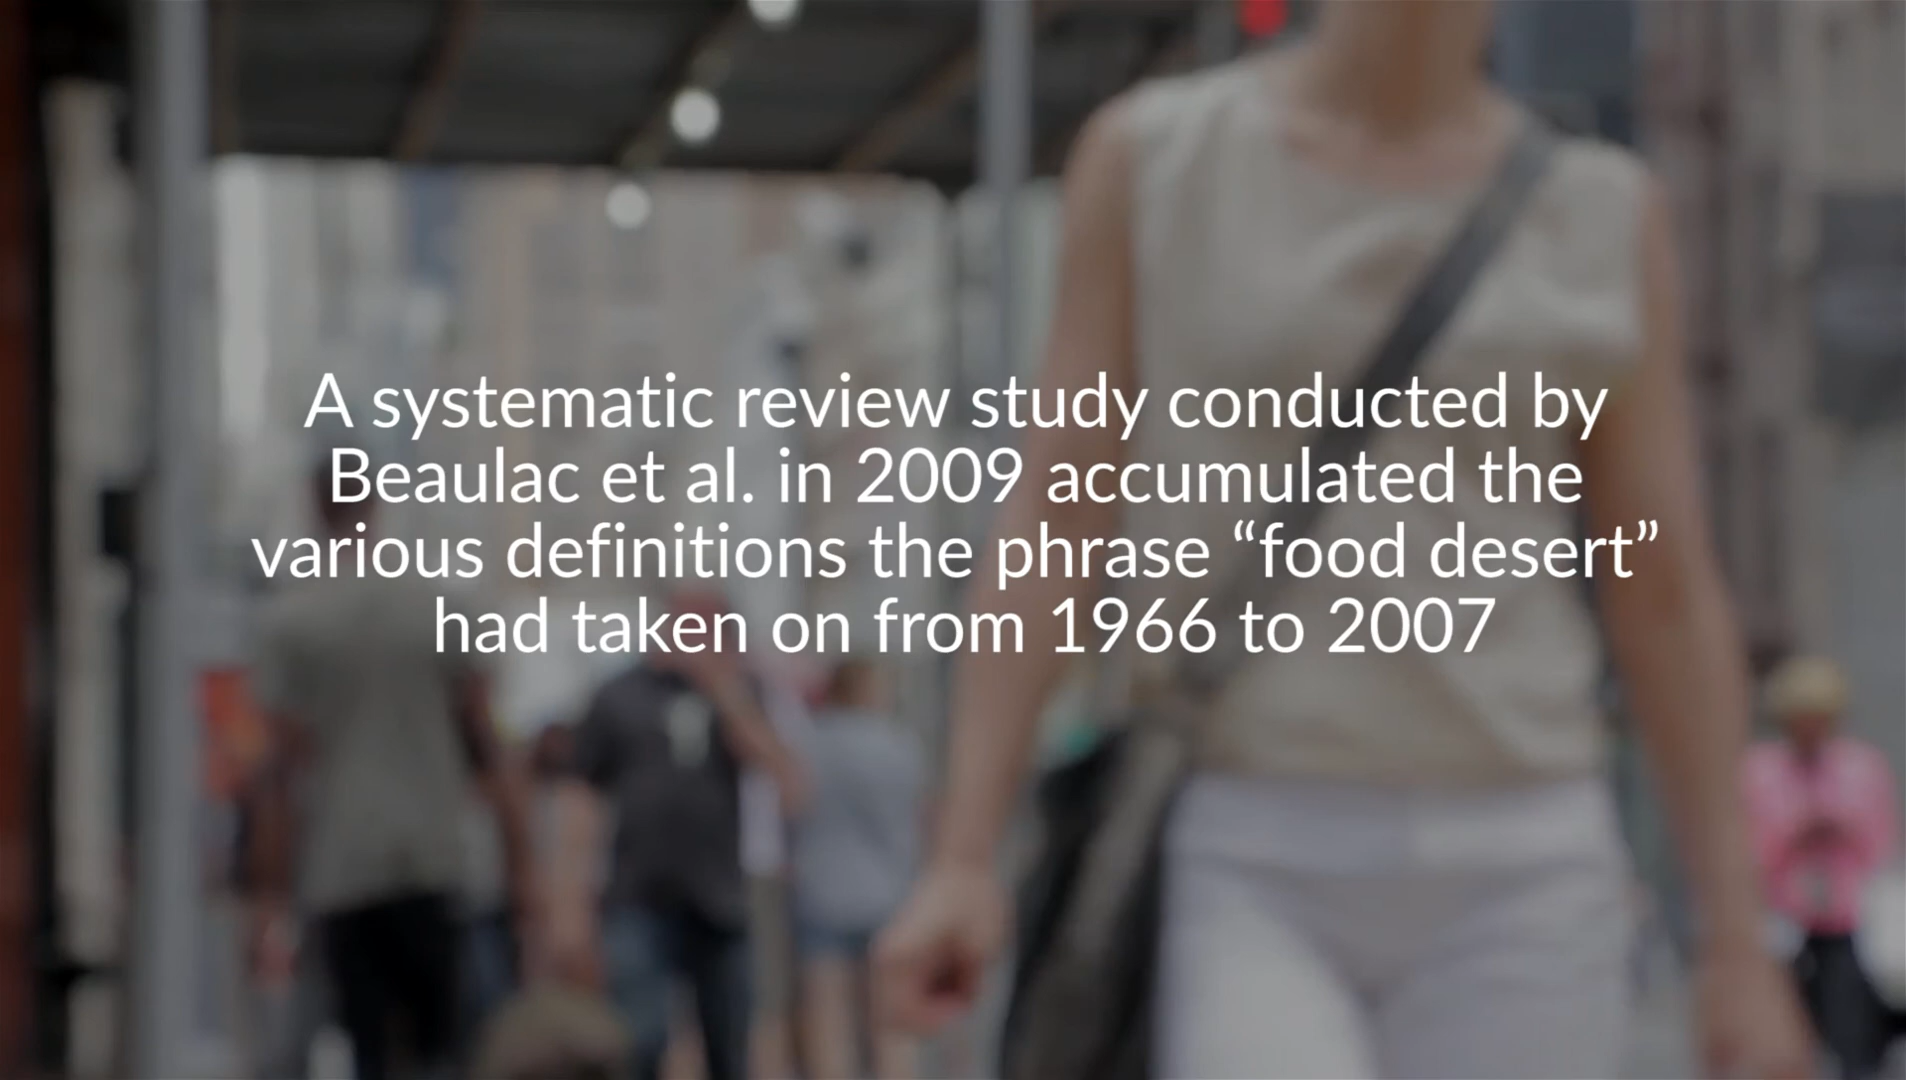 A systematic review study conducted by
Beaulac et al. in 2009 accumulated the
various definitions the phrase “food desert”
had taken on from 1966 to 2007